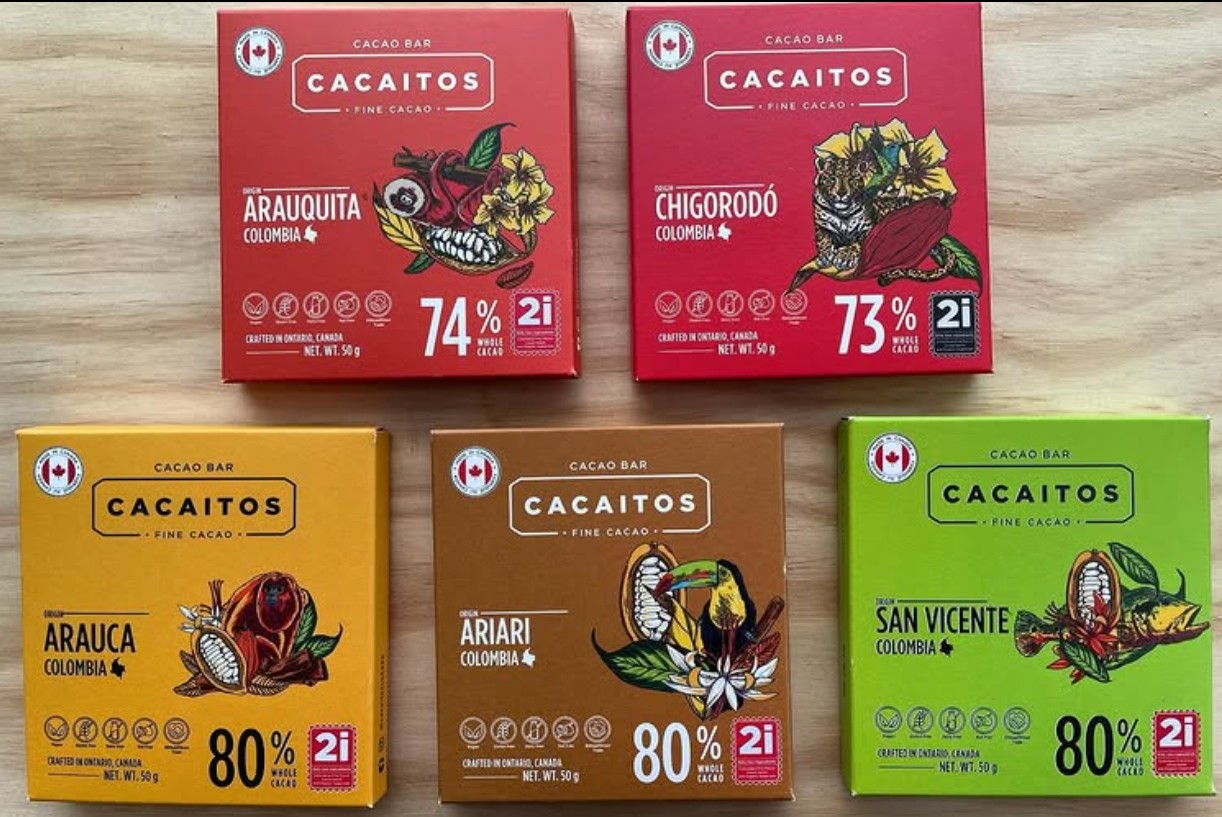 CACAO BAR
CACAITOS
· FINE CACAO ·
ORIGIN
ARAUQUITA
COLOMBIA
74%
WHOLE
CACAO
2i
CRAFTED IN ONTARIO, CANADA
NET. WT. 50 g
CACAO BAR
CACAITOS
· FINE CACAO ·
ORIGIN
CHIGORODÓ
COLOMBIA
73%
WHOLE
CACAO
2i
CRAFTED IN ONTARIO, CANADA
NET. WT. 50 g
CACAO BAR
CACAITOS
· FINE CACAO ·
ORIGIN
ARAUCA
COLOMBIA
80%
WHOLE
CACAO
2i
CRAFTED IN ONTARIO, CANADA
NET. WT. 50 g
CACAO BAR
CACAITOS
· FINE CACAO ·
ORIGIN
ARIARI
COLOMBIA
80%
WHOLE
CACAO
2i
CRAFTED IN ONTARIO, CANADA
NET. WT. 50 g
CACAO BAR
CACAITOS
· FINE CACAO ·
ORIGIN
SAN VICENTE
COLOMBIA
80%
WHOLE
CACAO
2i
CRAFTED IN ONTARIO, CANADA
NET. WT. 50 g